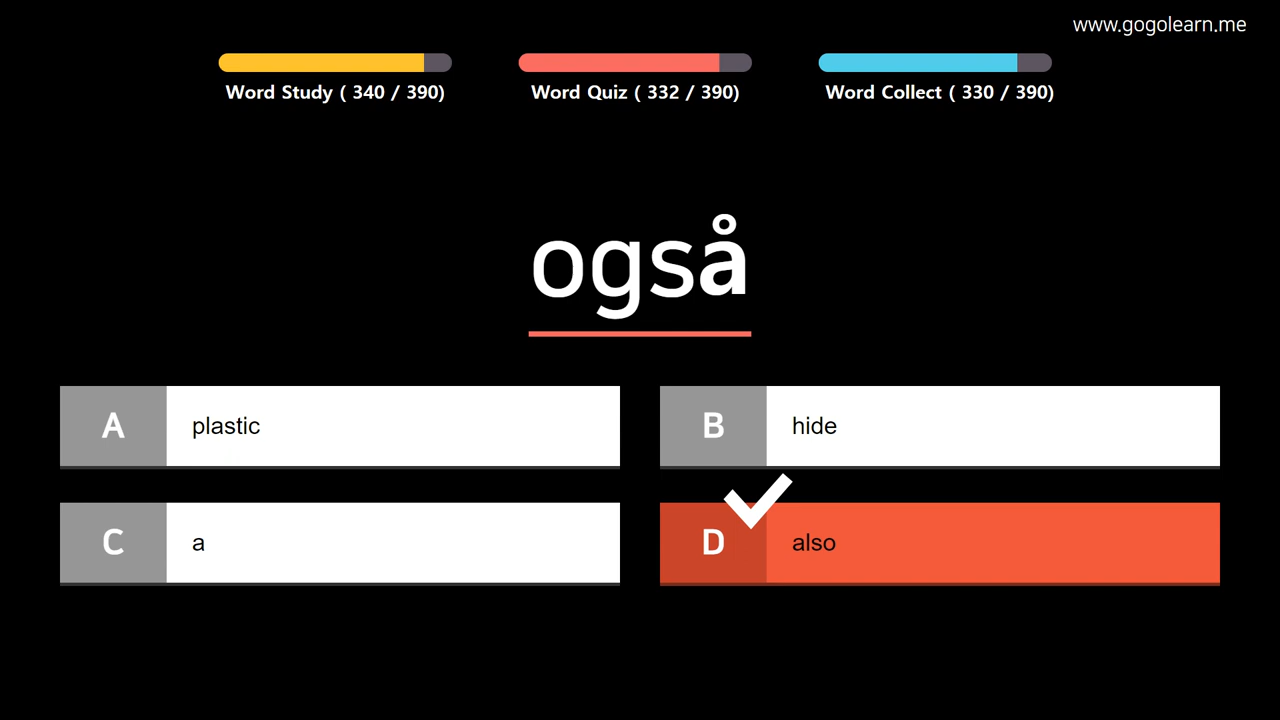 www.gogolearn.me
Word Study ( 340 / 390)
Word Quiz ( 332 / 390)
Word Collect ( 330 / 390)
også
A plastic
B hide
C a
D also